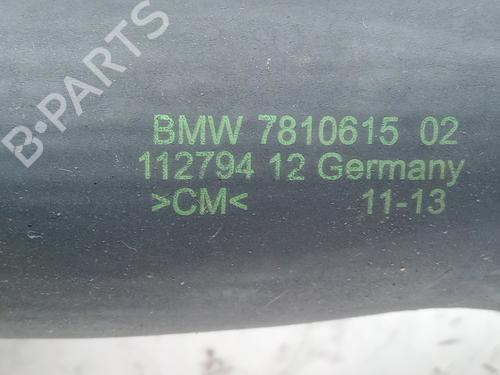 B·PARTS
BMW 7810615 02
112794 12 Germany
>CM< 11-13